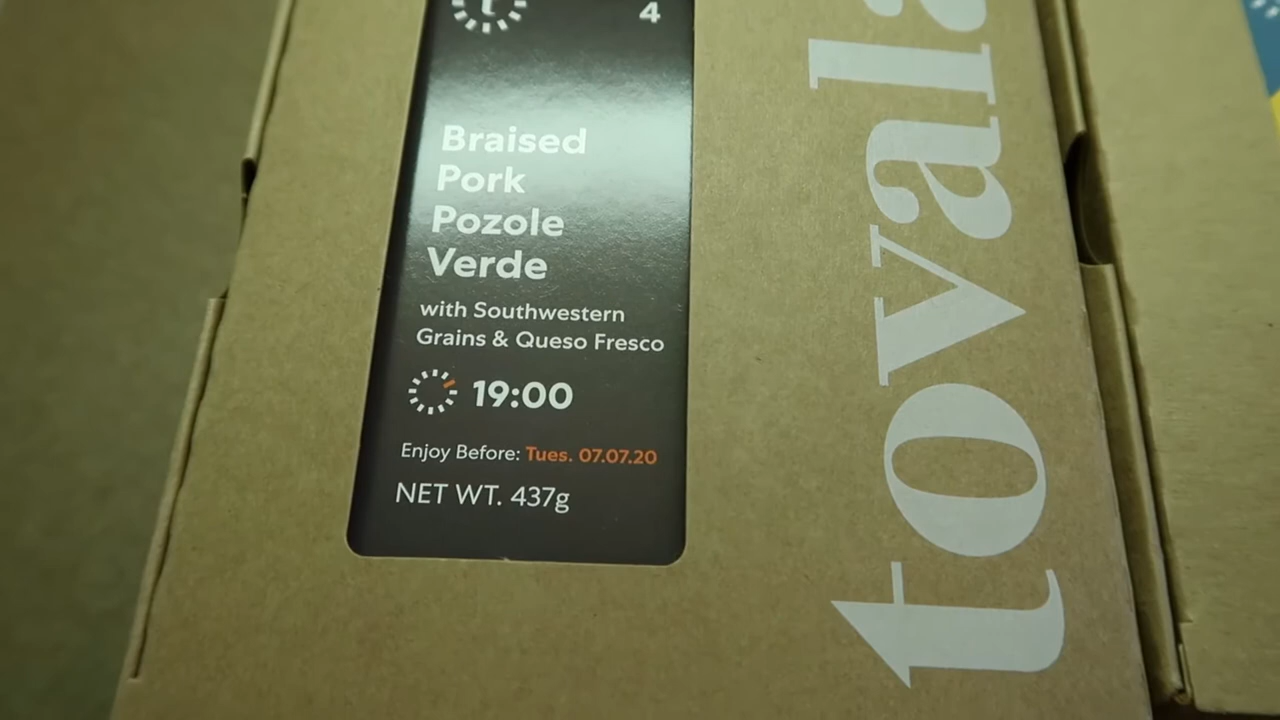 t
4
Braised
Pork
Pozole
Verde
with Southwestern
Grains & Queso Fresco
19:00
Enjoy Before: Tues. 07.07.20
NET WT. 437g
tovala